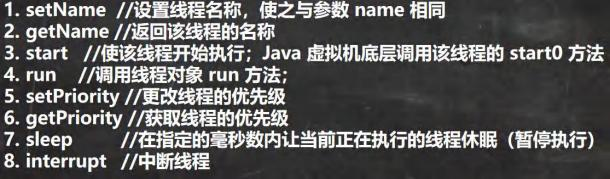 1. setName //设置线程名称，使之与参数 name 相同
2. getName //返回该线程的名称
3. start //使该线程开始执行；Java 虚拟机底层调用该线程的 start0 方法
4. run //调用线程对象 run 方法；
5. setPriority //更改线程的优先级
6. getPriority //获取线程的优先级
7. sleep //在指定的毫秒数内让当前正在执行的线程休眠（暂停执行）
8. interrupt //中断线程